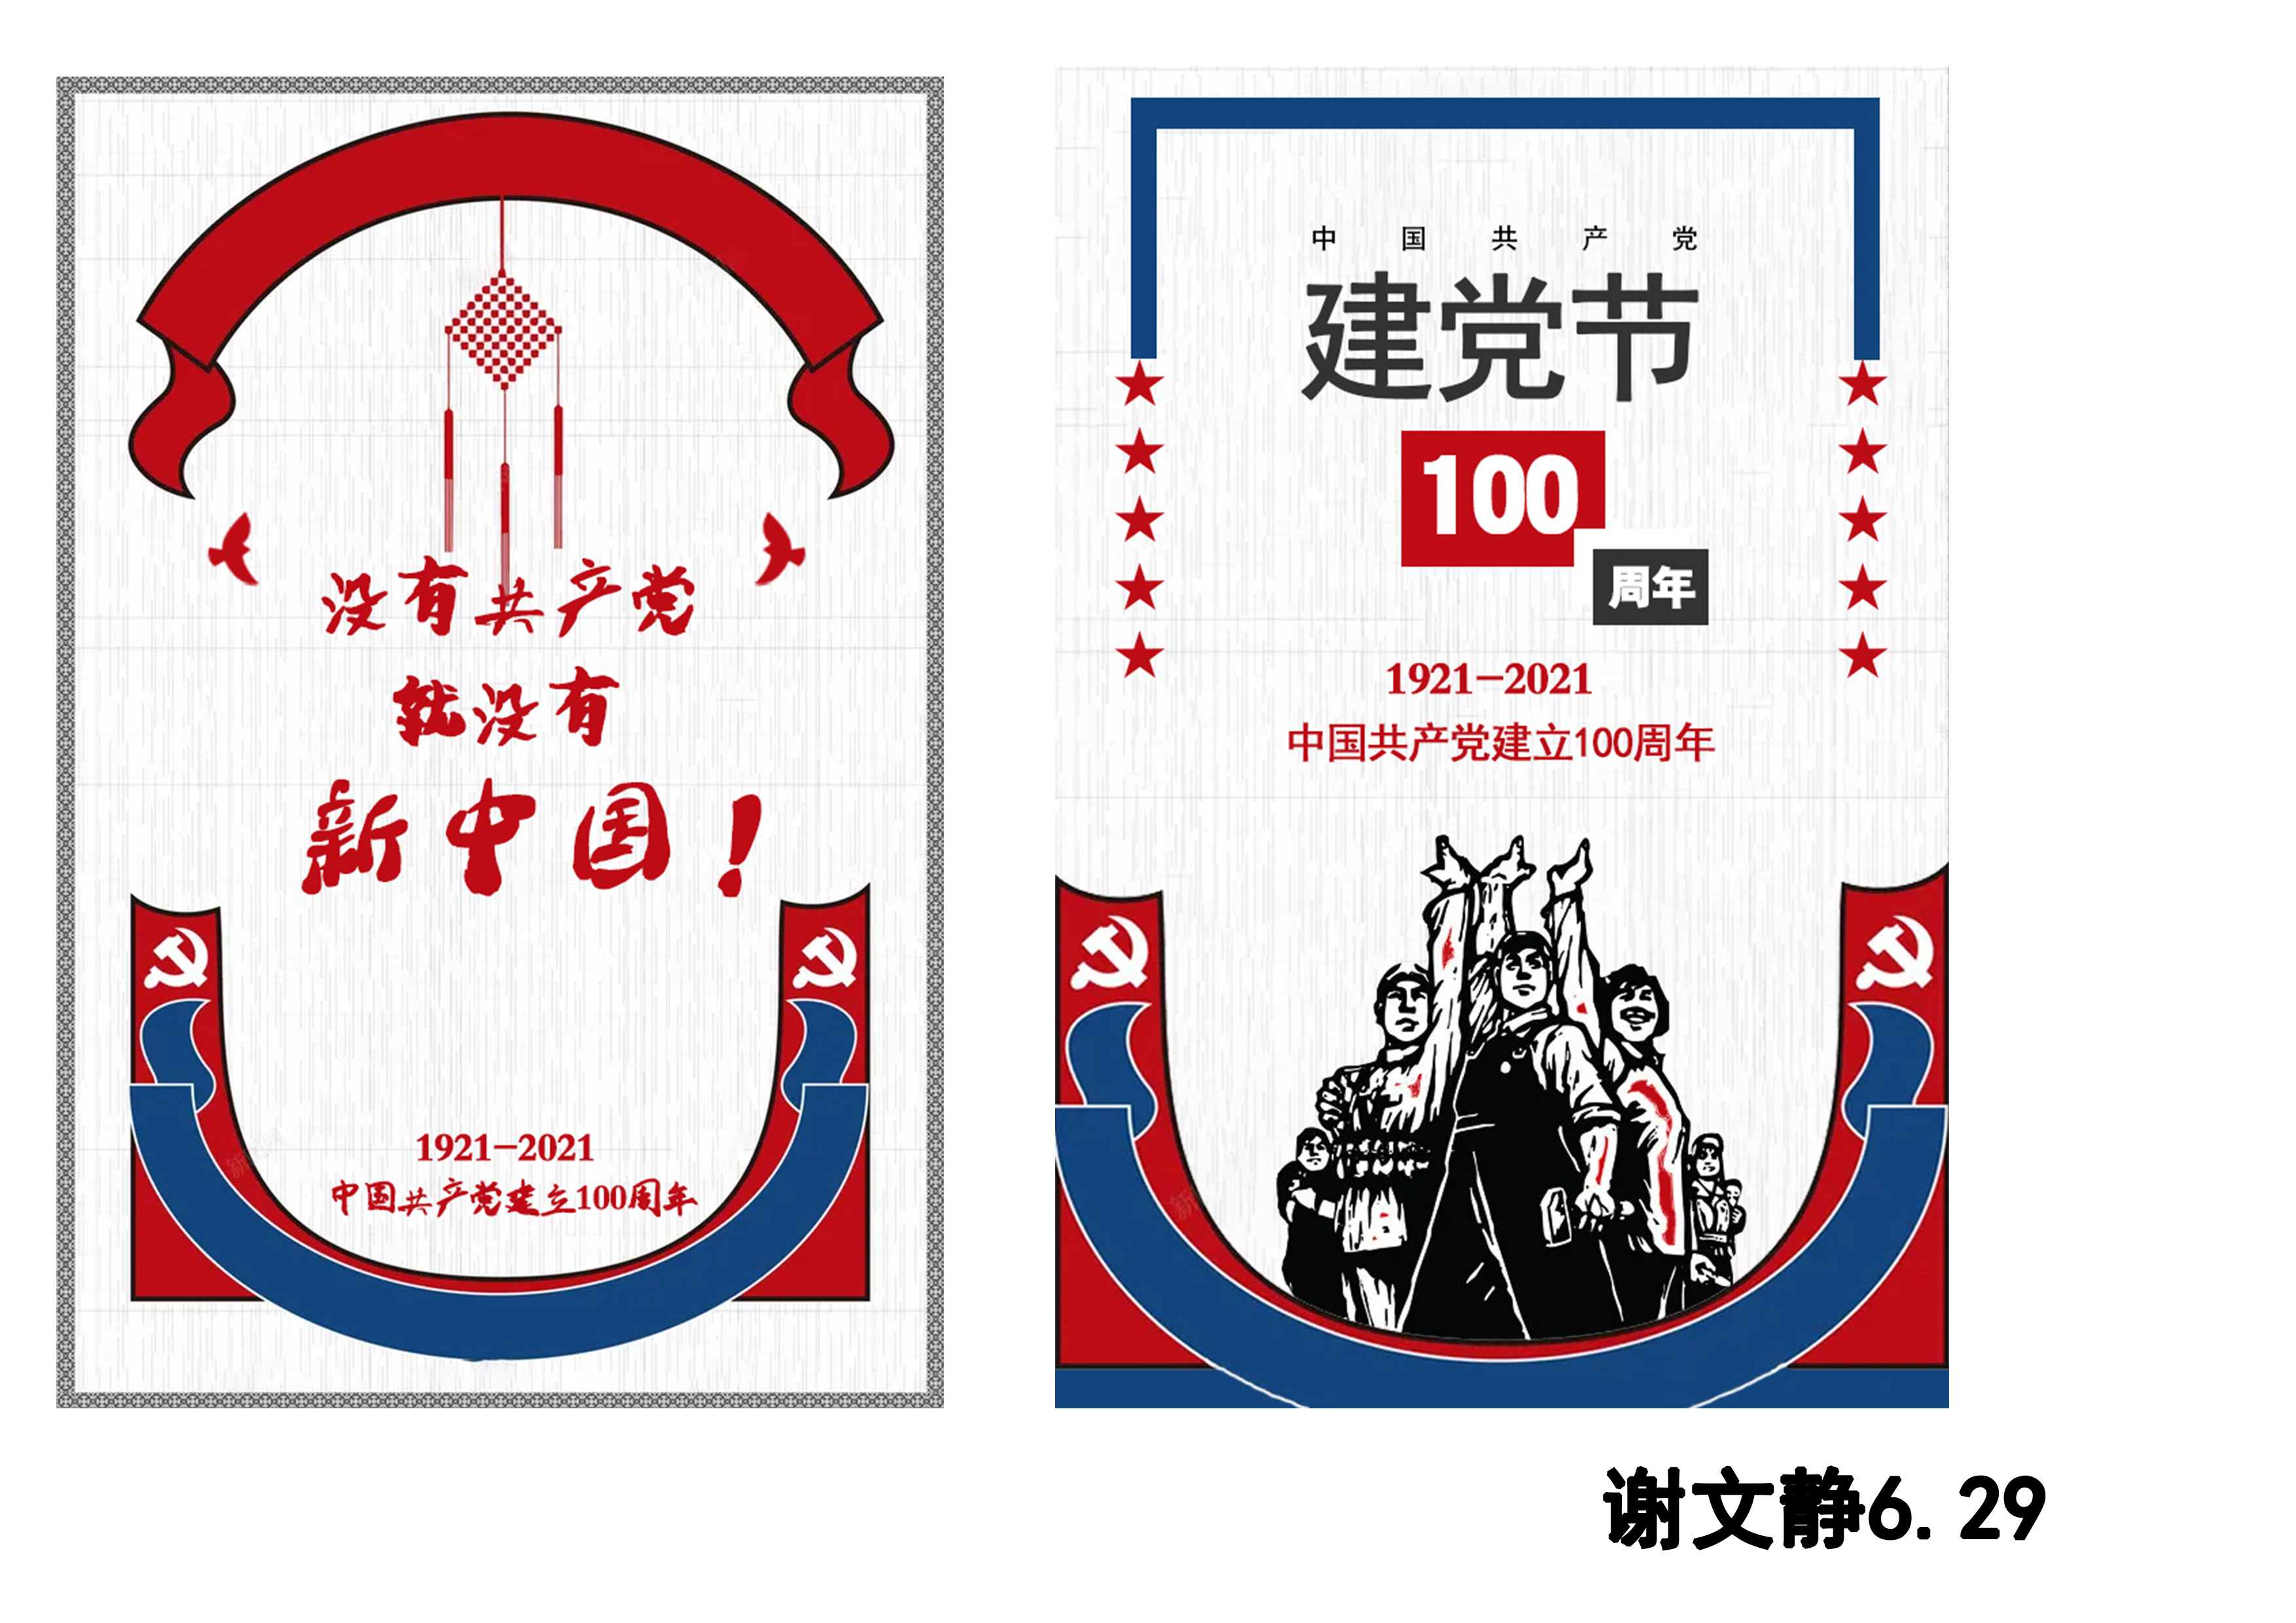 没有共产党
就没有
新中国！
1921—2021
中国共产党建立100周年
中国共产党
建党节
100
周年
1921—2021
中国共产党建立100周年
谢文静6.29